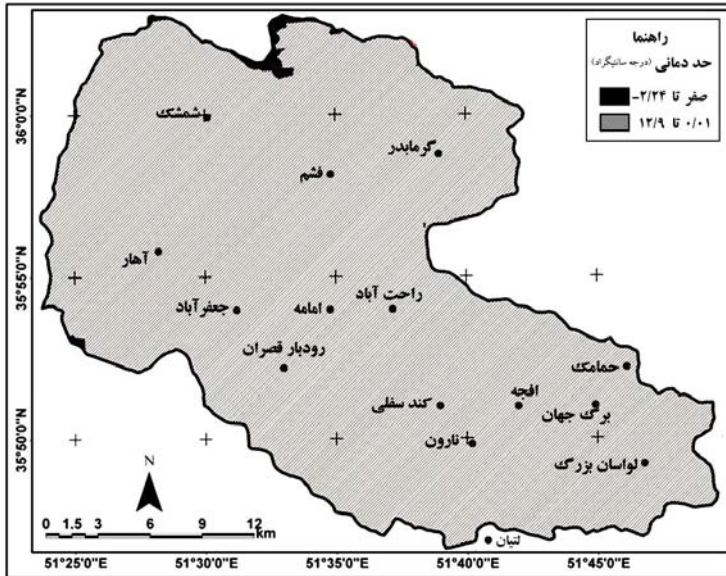 راهنما
حد دمانی (درجه سانتیگراد)
صفر تا ۲/۲۴-
۰/۰۱ تا ۱۲/۹
شمشک
گرمابدر
فشم
آهار
راحت آباد
امامه
جعفرآباد
رودبار قصران
حمامک
افجه
کند سفلی
برگ جهان
نارون
لواسان بزرگ
لتیان
N
0 1.5 3 6 9 12
km
36°0'0"N
35°55'0"N
35°50'0"N
51°25'0"E 51°30'0"E 51°35'0"E 51°40'0"E 51°45'0"E